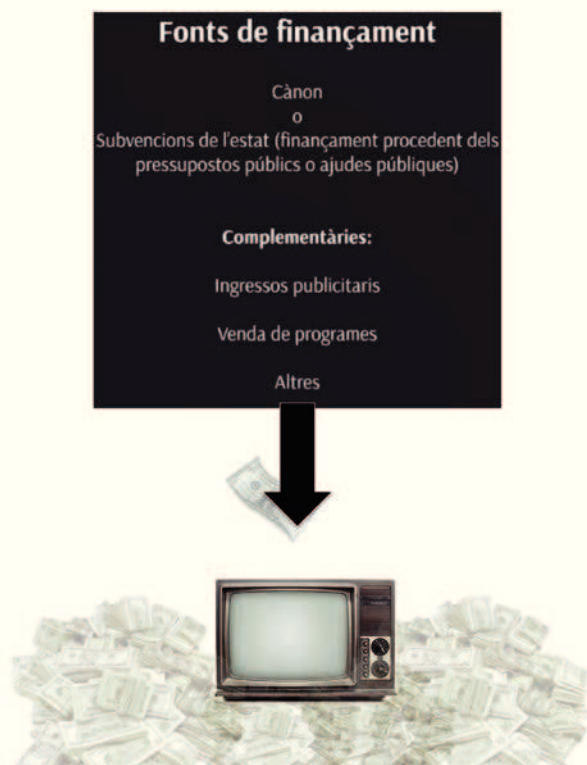 Fonts de finançament
Cànon
o
Subvencions de l'estat (finançament procedent dels
pressupostos públics o ajudes públiques)
Complementàries:
Ingressos publicitaris
Venda de programes
Altres